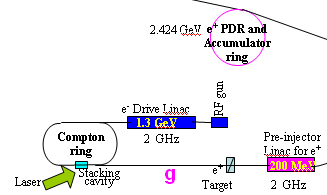 2.424 GeV
e⁺ PDR and
Accumulator
ring
RF gun
e⁻ Drive Linac
1.3 GeV
2 GHz
Compton
ring
Pre-injector
Linac for e⁺
200 MeV
2 GHz
e⁺
Target
g
Stacking
cavity
Laser